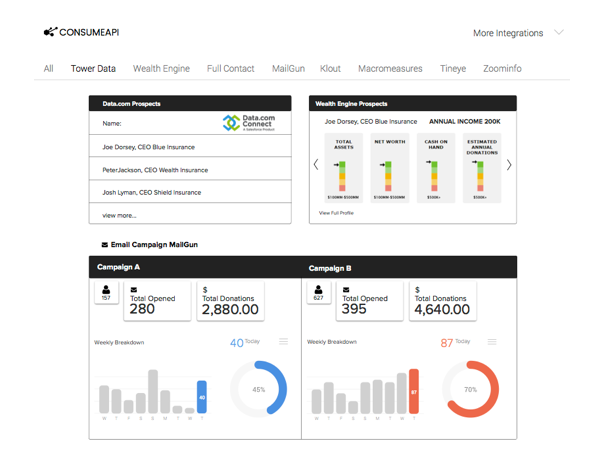 CONSUMEAPI
More Integrations
All Tower Data Wealth Engine Full Contact MailGun Klout Macromeasures Tineye Zoominfo
Data.com Prospects
Name:
Data.com
Connect
A Salesforce Product
Joe Dorsey, CEO Blue Insurance
PeterJackson, CEO Wealth Insurance
Josh Lyman, CEO Shield Insurance
view more...
Wealth Engine Prospects
Joe Dorsey, CEO Blue Insurance ANNUAL INCOME 200K
TOTAL ASSETS
$100MM-$500MM
NET WORTH
$100MM-$500MM
CASH ON HAND
$500K+
ESTIMATED ANNUAL DONATIONS
$500K+
View Full Profile
Email Campaign MailGun
Campaign A
157
Total Opened
280
$
Total Donations
2,880.00
Weekly Breakdown
40 Today
40
W T F S S M T W T
45%
Campaign B
627
Total Opened
395
$
Total Donations
4,640.00
Weekly Breakdown
87 Today
87
W T F S S M T W T
70%